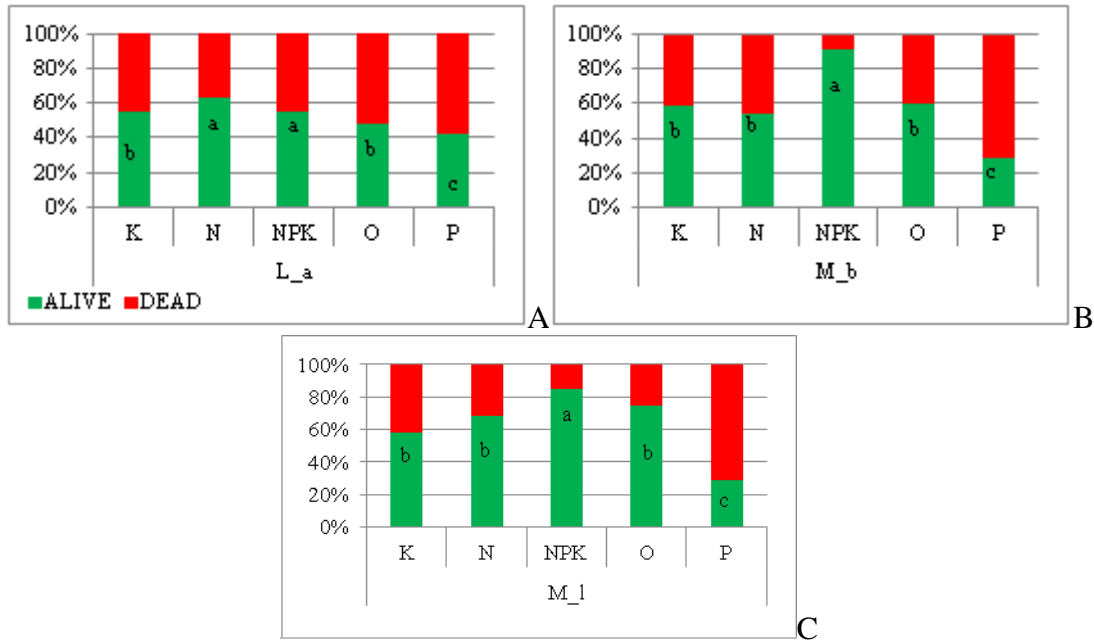 100%
80%
60%
40%
20%
0%
b
a
a
b
c
K N NPK O P
L_a
ALIVE DEAD
A
100%
80%
60%
40%
20%
0%
b
b
a
b
c
K N NPK O P
M_b
B
100%
80%
60%
40%
20%
0%
b
b
a
b
c
K N NPK O P
M_l
C